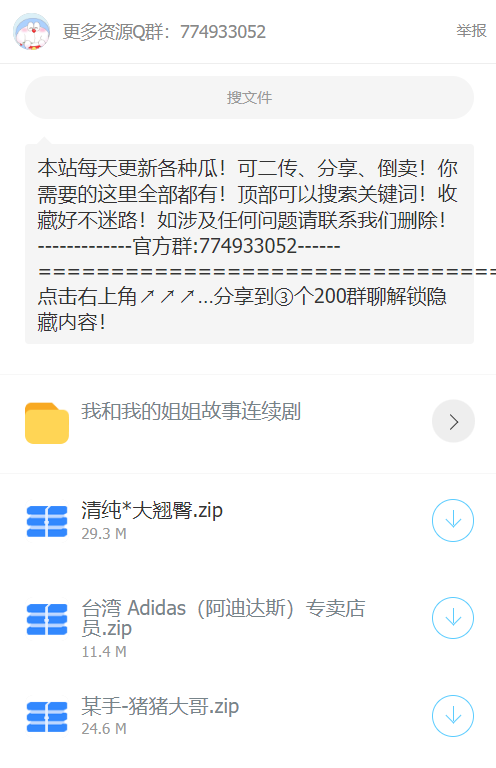 更多资源Q群：774933052
举报
搜文件
本站每天更新各种瓜！可二传、分享、倒卖！你
需要的这里全部都有！顶部可以搜索关键词！收
藏好不迷路！如涉及任何问题请联系我们删除！
-------------官方群:774933052------
================================
点击右上角↗↗↗...分享到③个200群聊解锁隐
藏内容！
我和我的姐姐故事连续剧
清纯*大翘臀.zip
29.3 M
台湾 Adidas（阿迪达斯）专卖店
员.zip
11.4 M
某手-猪猪大哥.zip
24.6 M